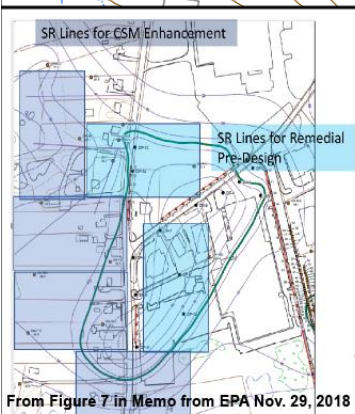 SR Lines for CSM Enhancement
SR Lines for Remedial
Pre-Design
From Figure 7 in Memo from EPA Nov. 29, 2018